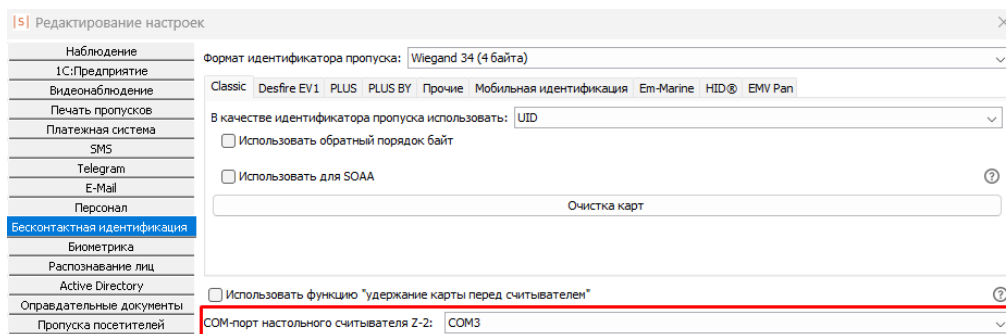 |S| Редактирование настроек
Наблюдение
1С:Предприятие
Видеонаблюдение
Печать пропусков
Платежная система
SMS
Telegram
E-Mail
Персонал
Бесконтактная идентификация
Биометрика
Распознавание лиц
Active Directory
Оправдательные документы
Пропуска посетителей
Формат идентификатора пропуска: Wiegand 34 (4 байта)
Classic Desfire EV1 PLUS PLUS BY Прочие Мобильная идентификация Em-Marine HID® EMV Pan
В качестве идентификатора пропуска использовать: UID
Использовать обратный порядок байт
Использовать для SOAA
Очистка карт
Использовать функцию "удержание карты перед считывателем"
COM-порт настольного считывателя Z-2: COM3